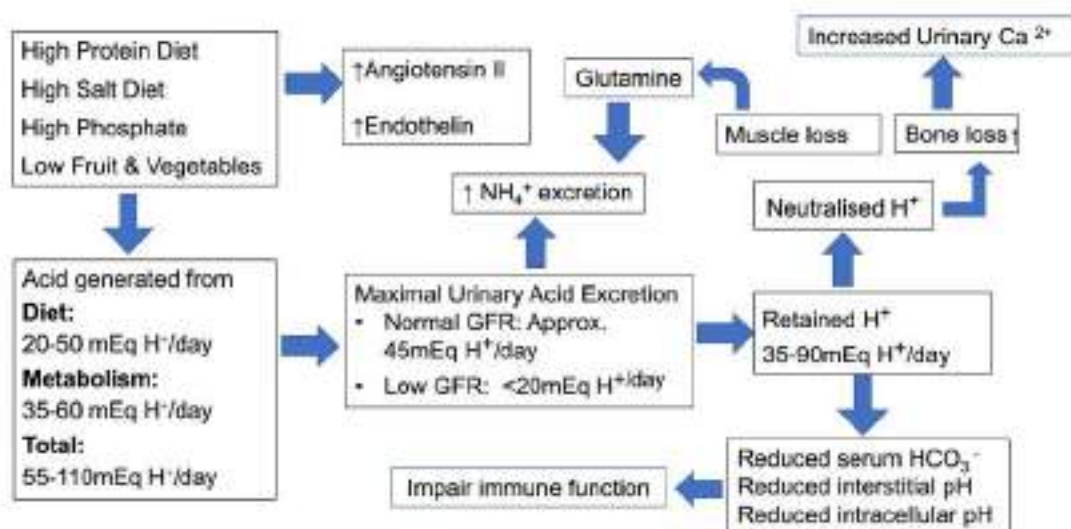 High Protein Diet
High Salt Diet
High Phosphate
Low Fruit & Vegetables
↑Angiotensin II
↑Endothelin
Glutamine
Muscle loss
Increased Urinary Ca 2+
Bone loss↑
↑ NH₄⁺ excretion
Neutralised H⁺
Acid generated from
Diet:
20-50 mEq H⁺/day
Metabolism:
35-60 mEq H⁺/day
Total:
55-110mEq H⁺/day
Maximal Urinary Acid Excretion
• Normal GFR: Approx.
45mEq H⁺/day
• Low GFR: <20mEq H⁺/day
Retained H⁺
35-90mEq H⁺/day
Reduced serum HCO₃⁻
Reduced interstitial pH
Reduced intracellular pH
Impair immune function